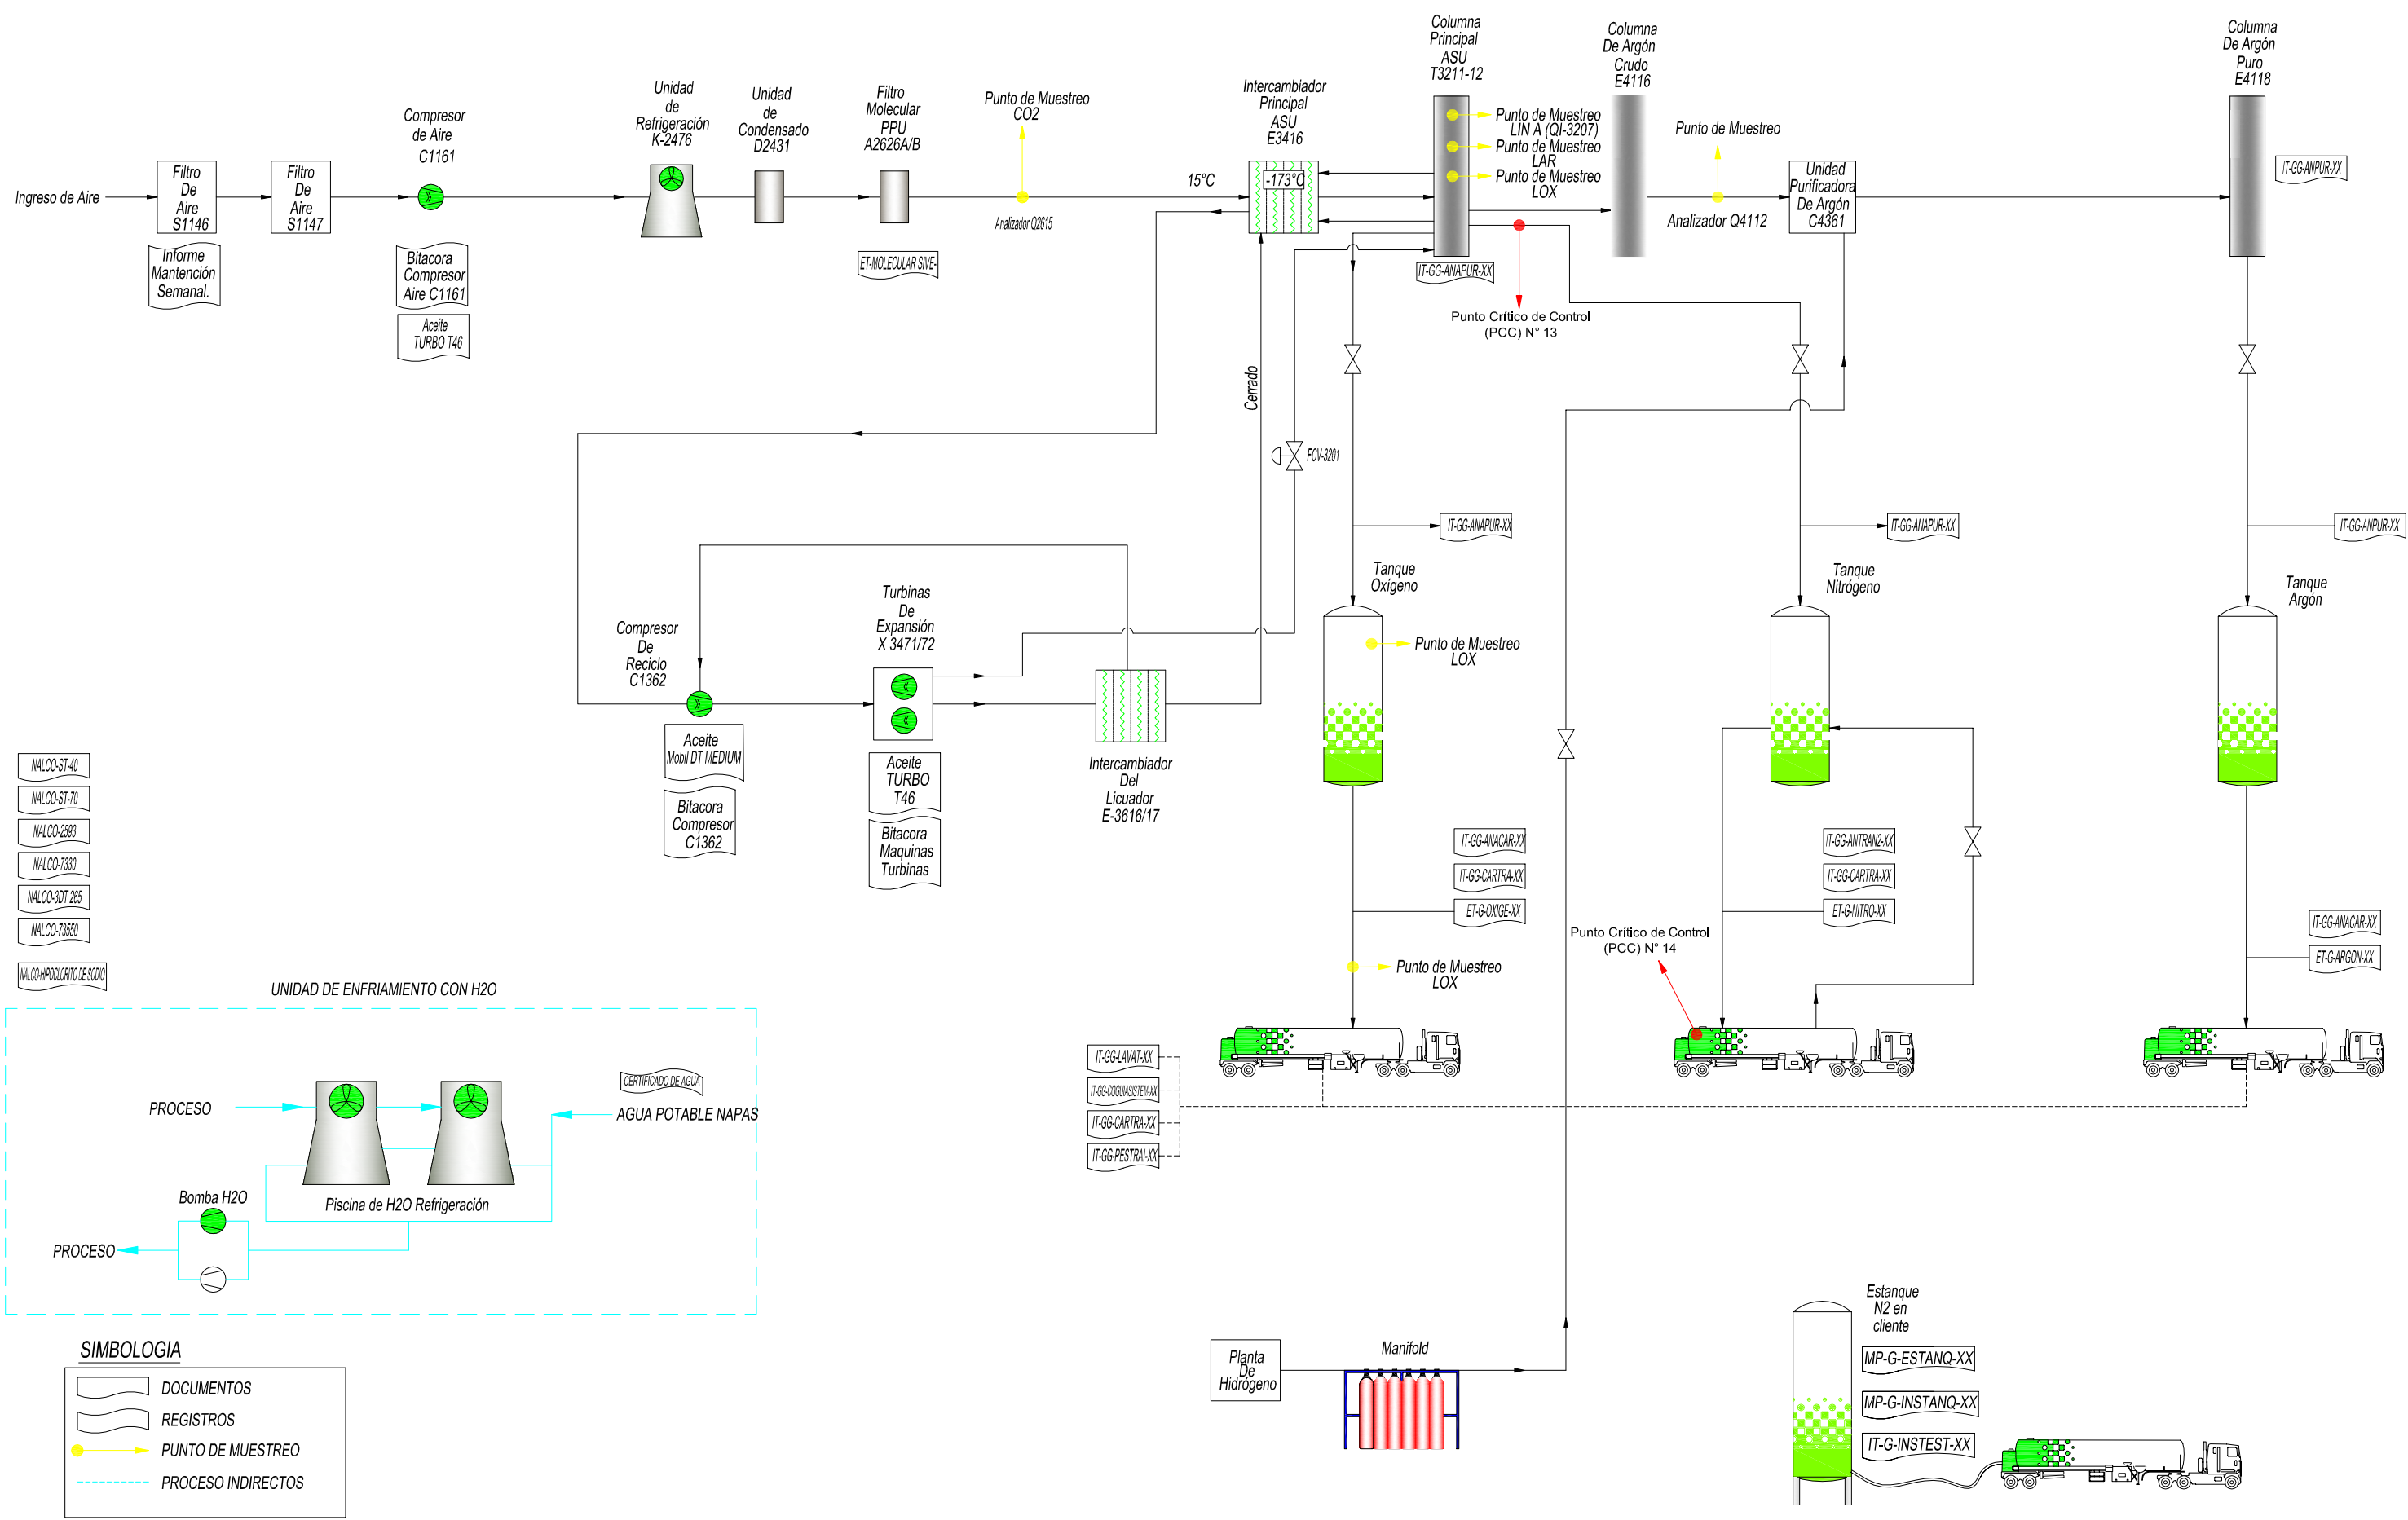 Ingreso de Aire
Filtro
De
Aire
S1146
Informe
Mantención
Semanal.
Filtro
De
Aire
S1147
Compresor
de Aire
C1161
Bitacora
Compresor
Aire C1161
Aceite
TURBO T46
Unidad
de
Refrigeración
K-2476
Unidad
de
Condensado
D2431
Filtro
Molecular
PPU
A2626A/B
ET-MOLECULAR SIVE-
Punto de Muestreo
CO2
Analizador Q2615
15°C
Intercambiador
Principal
ASU
E3416
-173°C
Columna
Principal
ASU
T3211-12
Punto de Muestreo
LIN A (QI-3207)
Punto de Muestreo
LAR
Punto de Muestreo
LOX
IT-GG-ANAPUR-XX
Punto Crítico de Control
(PCC) N° 13
Columna
De Argón
Crudo
E4116
Punto de Muestreo
Analizador Q4112
Unidad
Purificadora
De Argón
C4361
Columna
De Argón
Puro
E4118
IT-GG-ANPUR-XX
Cerrado
FCV-3201
IT-GG-ANAPUR-XX
IT-GG-ANAPUR-XX
IT-GG-ANPUR-XX
Compresor
De
Reciclo
C1362
Aceite
Mobil DT MEDIUM
Bitacora
Compresor
C1362
Turbinas
De
Expansión
X 3471/72
Aceite
TURBO
T46
Bitacora
Maquinas
Turbinas
Intercambiador
Del
Licuador
E-3616/17
Tanque
Oxígeno
Punto de Muestreo
LOX
IT-GG-ANACAR-XX
IT-GG-CARTRA-XX
ET-G-OXIGE-XX
Punto de Muestreo
LOX
Tanque
Nitrógeno
IT-GG-ANTRAN2-XX
IT-GG-CARTRA-XX
ET-G-NITRO-XX
Punto Crítico de Control
(PCC) N° 14
Tanque
Argón
IT-GG-ANACAR-XX
ET-G-ARGON-XX
NALCO-ST-40
NALCO-ST-70
NALCO-2593
NALCO-7330
NALCO-3DT 265
NALCO-73550
NALCO-HIPOCLORITO DE SODIO
UNIDAD DE ENFRIAMIENTO CON H2O
PROCESO
CERTIFICADO DE AGUA
AGUA POTABLE NAPAS
Bomba H2O
Piscina de H2O Refrigeración
PROCESO
IT-GG-LAVAT-XX
IT-GG-COGUIASISTEM-XX
IT-GG-CARTRA-XX
IT-GG-PESTRAI-XX
SIMBOLOGIA
DOCUMENTOS
REGISTROS
PUNTO DE MUESTREO
PROCESO INDIRECTOS
Planta
De
Hidrógeno
Manifold
Estanque
N2 en
cliente
MP-G-ESTANQ-XX
MP-G-INSTANQ-XX
IT-G-INSTEST-XX